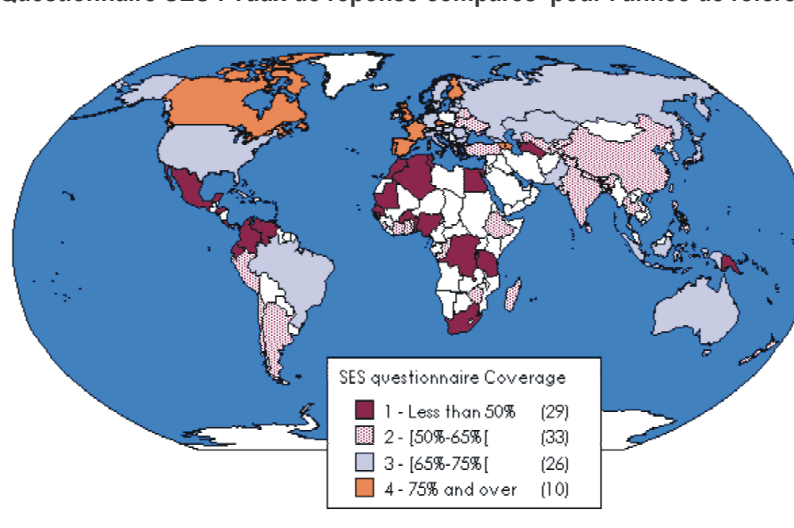 Questionnaire SES : Taux de réponse comparés pour l'année de
SES questionnaire Coverage
1 - Less than 50% (29)
2 - [50%-65%[ (33)
3 - [65%-75%[ (26)
4 - 75% and over (10)